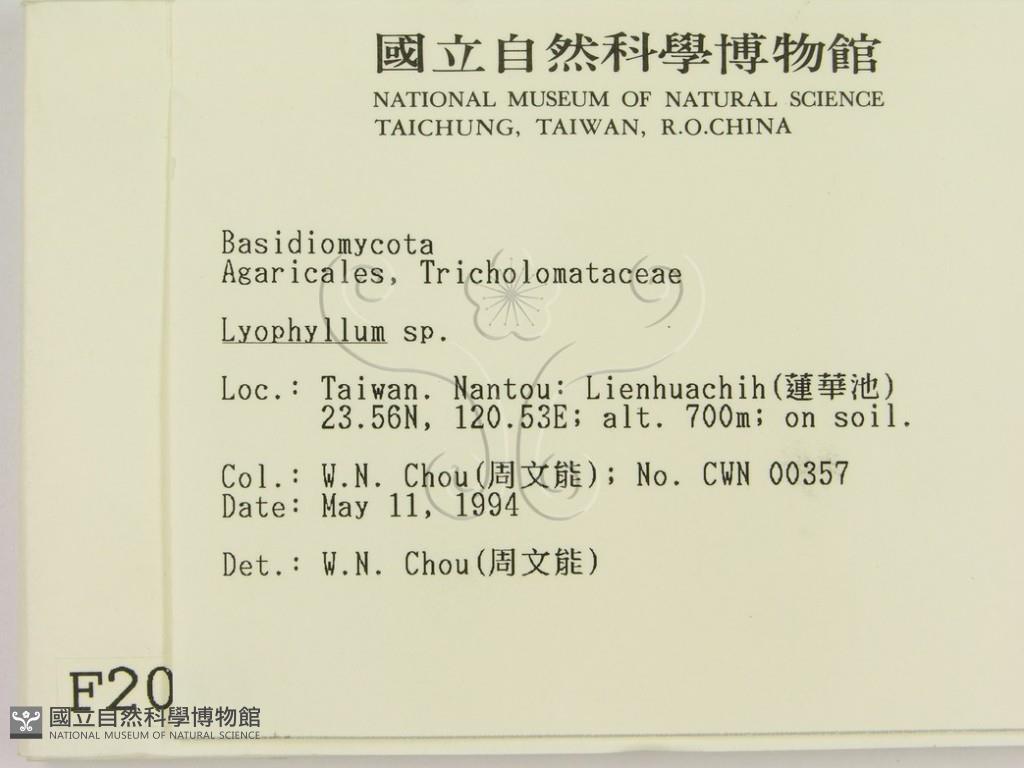 國立自然科學博物館
NATIONAL MUSEUM OF NATURAL SCIENCE
TAICHUNG, TAIWAN, R.O.CHINA
Basidiomycota
Agaricales, Tricholomataceae
Lyophyllum sp.
Loc.: Taiwan. Nantou: Lienhuachih(蓮華池)
23.56N, 120.53E; alt. 700m; on soil.
Col.: W.N. Chou(周文能); No. CWN 00357
Date: May 11, 1994
Det.: W.N. Chou(周文能)
F20
國立自然科學博物館
NATIONAL MUSEUM OF NATURAL SCIENCE